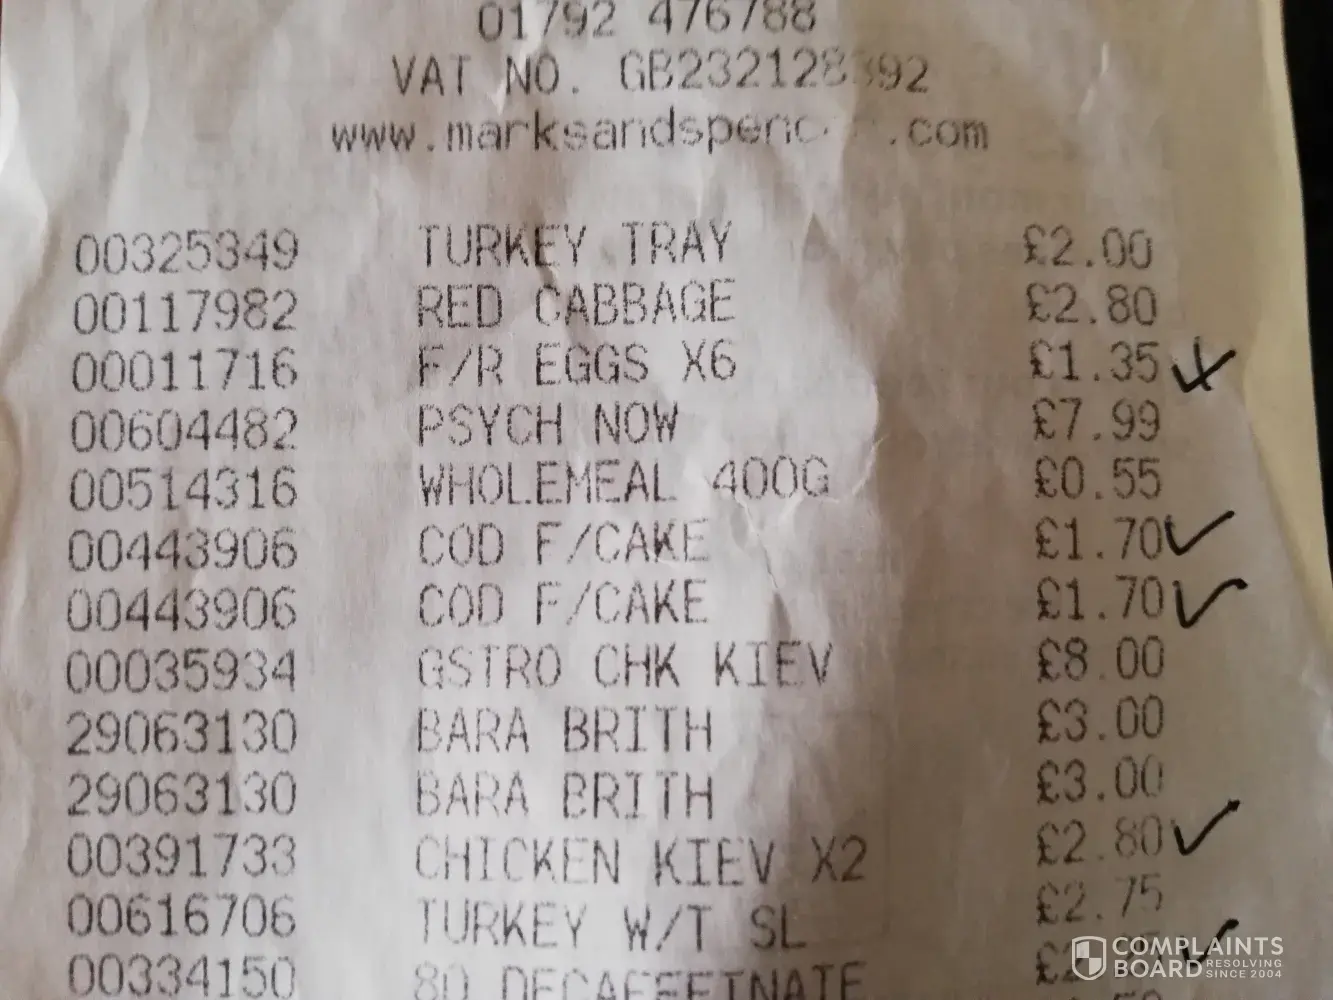 01792 476788
VAT NO. GB232128392
www.marksandspenc .com
00325349 TURKEY TRAY £2.00
00117982 RED CABBAGE £2.80
00011716 F/R EGGS X6 £1.35
00604482 PSYCH NOW £7.99
00514316 WHOLEMEAL 400G £0.55
00443906 COD F/CAKE £1.70
00443906 COD F/CAKE £1.70
00035934 GSTRO CHK KIEV £8.00
29063130 BARA BRITH £3.00
29063130 BARA BRITH £3.00
00391733 CHICKEN KIEV X2 £2.80
00616706 TURKEY W/T SL £2.75
00334150 80 DECAFFEINATE
COMPLAINTS
BOARD RESOLVING SINCE 2004